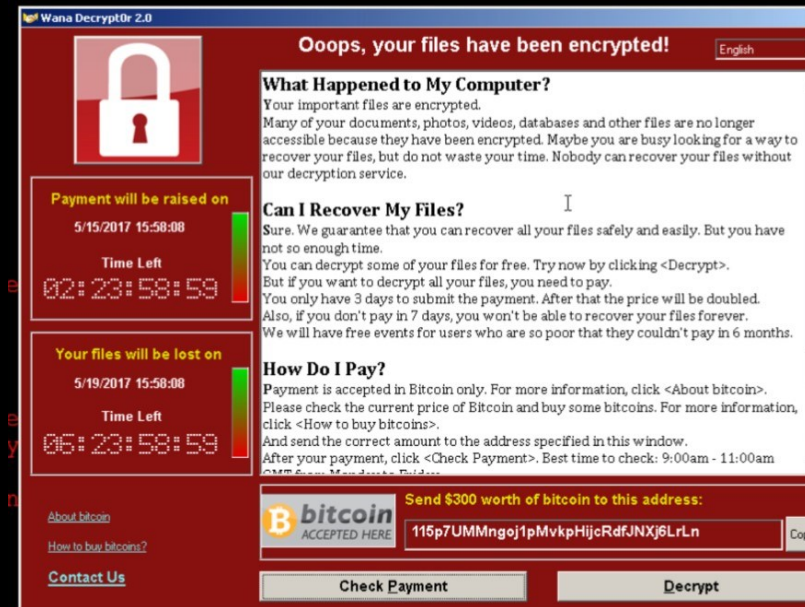 Wana Decrypt0r 2.0
Ooops, your files have been encrypted!
English
What Happened to My Computer?
Your important files are encrypted.
Many of your documents, photos, videos, databases and other files are no longer
accessible because they have been encrypted. Maybe you are busy looking for a way to
recover your files, but do not waste your time. Nobody can recover your files without
our decryption service.
Can I Recover My Files?
Sure. We guarantee that you can recover all your files safely and easily. But you have
not so enough time.
You can decrypt some of your files for free. Try now by clicking <Decrypt>.
But if you want to decrypt all your files, you need to pay.
You only have 3 days to submit the payment. After that the price will be doubled.
Also, if you don't pay in 7 days, you won't be able to recover your files forever.
We will have free events for users who are so poor that they couldn't pay in 6 months.
How Do I Pay?
Payment is accepted in Bitcoin only. For more information, click <About bitcoin>.
Please check the current price of Bitcoin and buy some bitcoins. For more information,
click <How to buy bitcoins>.
And send the correct amount to the address specified in this window.
After your payment, click <Check Payment>. Best time to check: 9:00am - 11:00am
GMT from Monday to Friday.
Payment will be raised on
5/15/2017 15:58:08
Time Left
02:23:58:59
Your files will be lost on
5/19/2017 15:58:08
Time Left
06:23:58:59
About bitcoin
How to buy bitcoins?
Contact Us
bitcoin
ACCEPTED HERE
Send $300 worth of bitcoin to this address:
115p7UMMngoj1pMvkpHijcRdfJNXj6LrLn
Cop
Check Payment
Decrypt